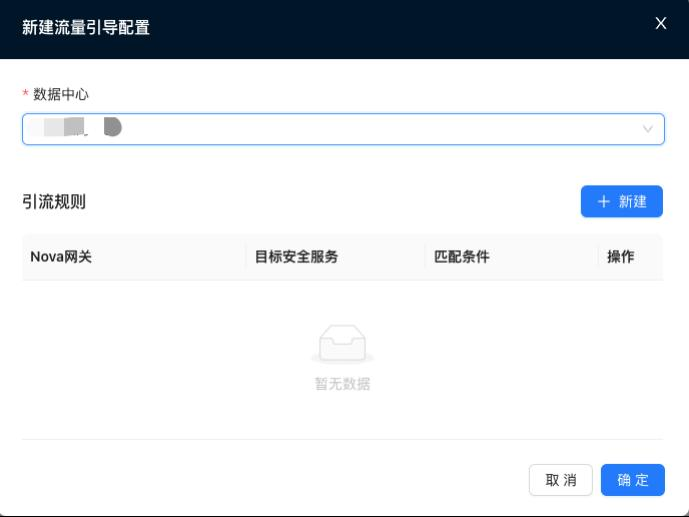 新建流量引导配置
* 数据中心
引流规则
新建
Nova网关 目标安全服务 匹配条件 操作
暂无数据
取消 确定